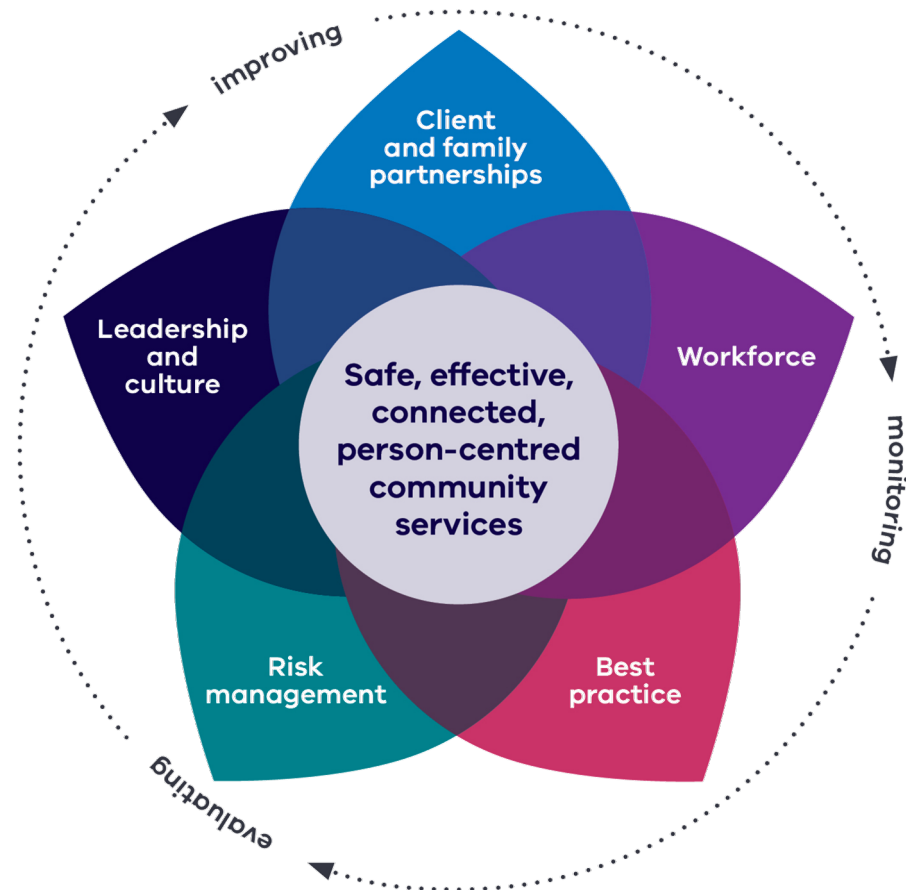 improving
Client
and family
partnerships
Leadership
and
culture
Workforce
Safe, effective,
connected,
person-centred
community
services
monitoring
Risk
management
Best
practice
evaluating